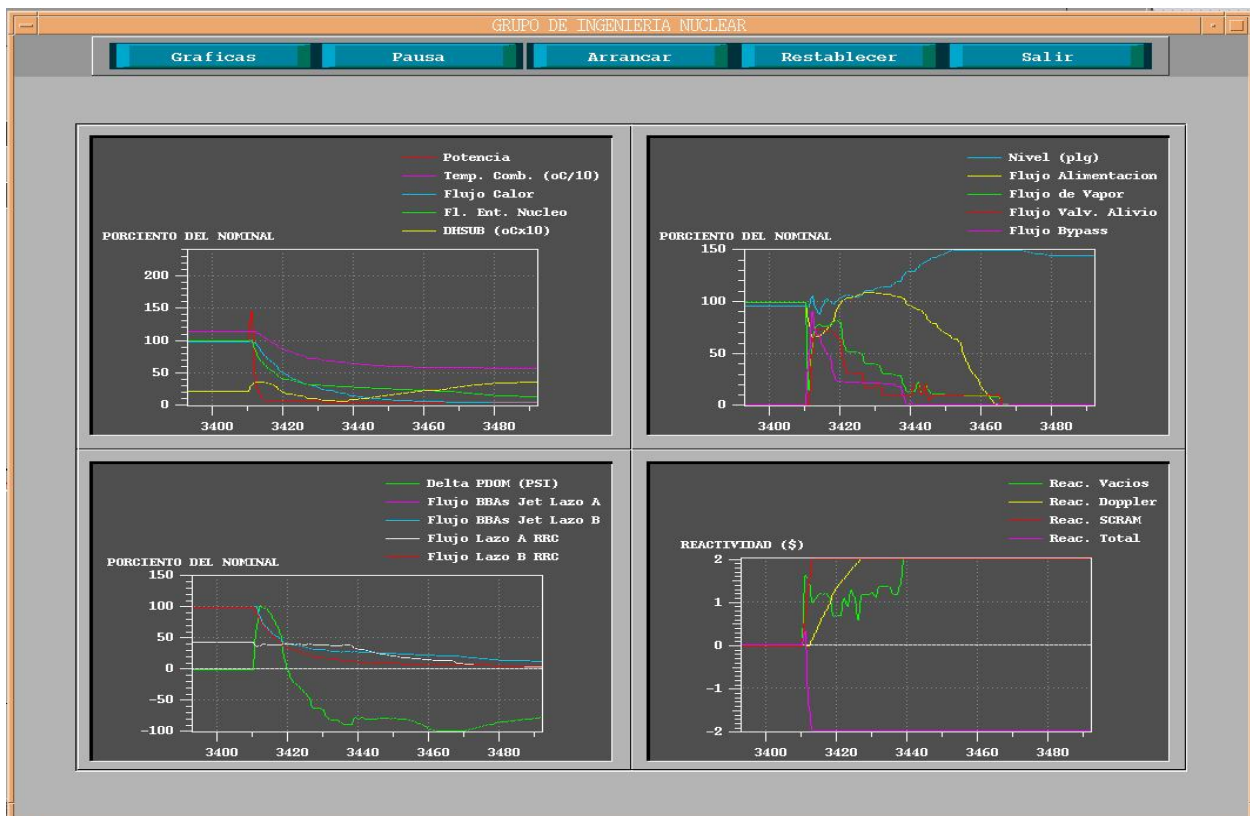 GRUPO DE INGENIERIA NUCLEAR
Graficas Pausa Arrancar Restablecer Salir
Potencia
Temp. Comb. (oC/10)
Flujo Calor
Fl. Ent. Nucleo
DHSUB (oCx10)
PORCIENTO DEL NOMINAL
200
150
100
50
0
3400 3420 3440 3460 3480
Nivel (plg)
Flujo Alimentacion
Flujo de Vapor
Flujo Valv. Alivio
Flujo Bypass
PORCIENTO DEL NOMINAL
150
100
50
0
3400 3420 3440 3460 3480
Delta PDOM (PSI)
Flujo BBAs Jet Lazo A
Flujo BBAs Jet Lazo B
Flujo Lazo A RRC
Flujo Lazo B RRC
PORCIENTO DEL NOMINAL
150
100
50
0
-50
-100
3400 3420 3440 3460 3480
Reac. Vacios
Reac. Doppler
Reac. SCRAM
Reac. Total
REACTIVIDAD ($)
2
1
0
-1
-2
3400 3420 3440 3460 3480